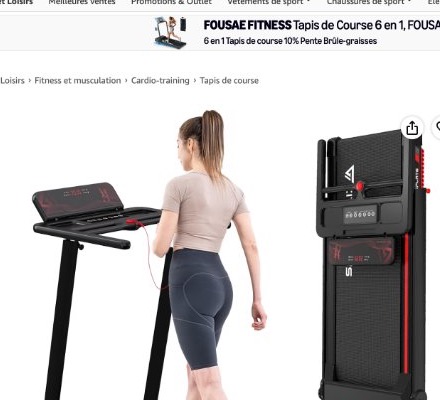 et Loisirs Meilleures ventes Promotions & Outlet Vêtements de sport Chaussures de sport Éle
FOUSAE FITNESS Tapis de Course 6 en 1, FOUSA
6 en 1 Tapis de course 10% Pente Brûle-graisses
Loisirs › Fitness et musculation › Cardio-training › Tapis de course